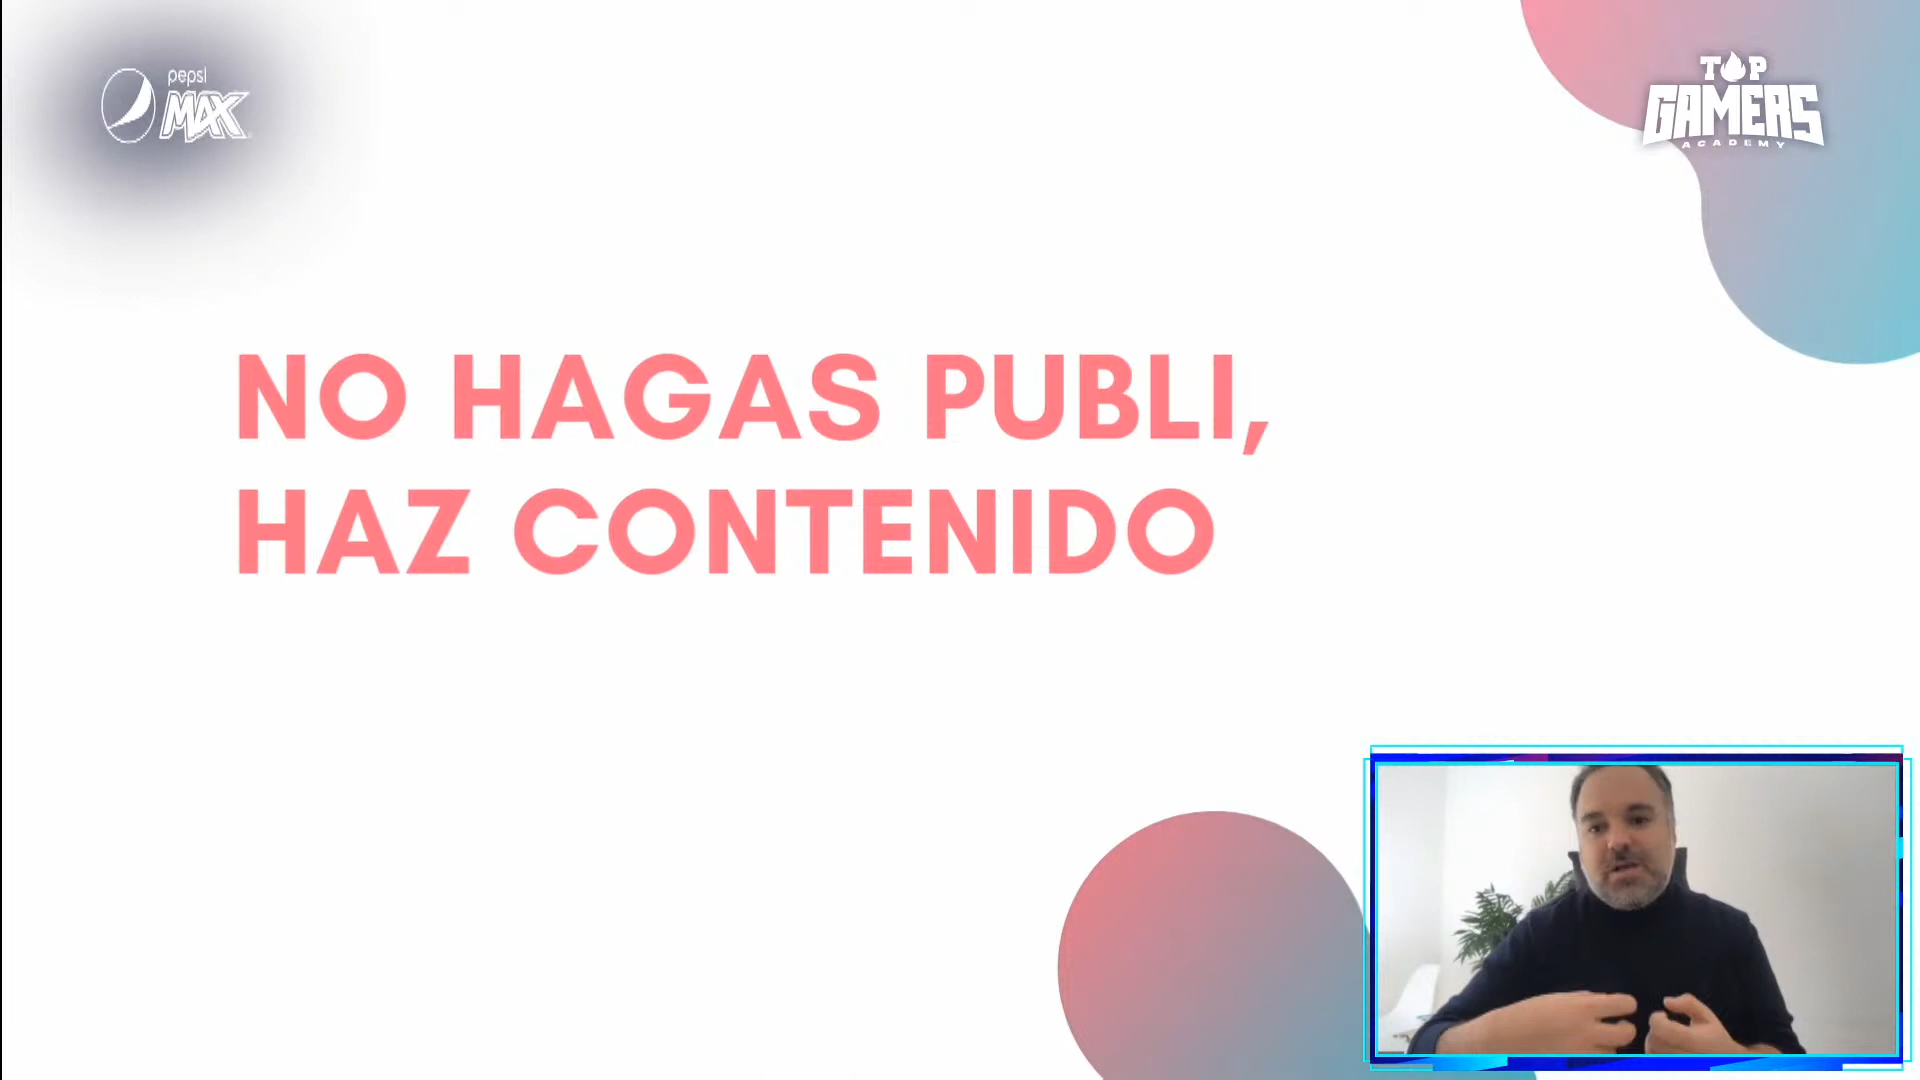 pepsi
MAX
TOP
GAMERS
ACADEMY
NO HAGAS PUBLI,
HAZ CONTENIDO